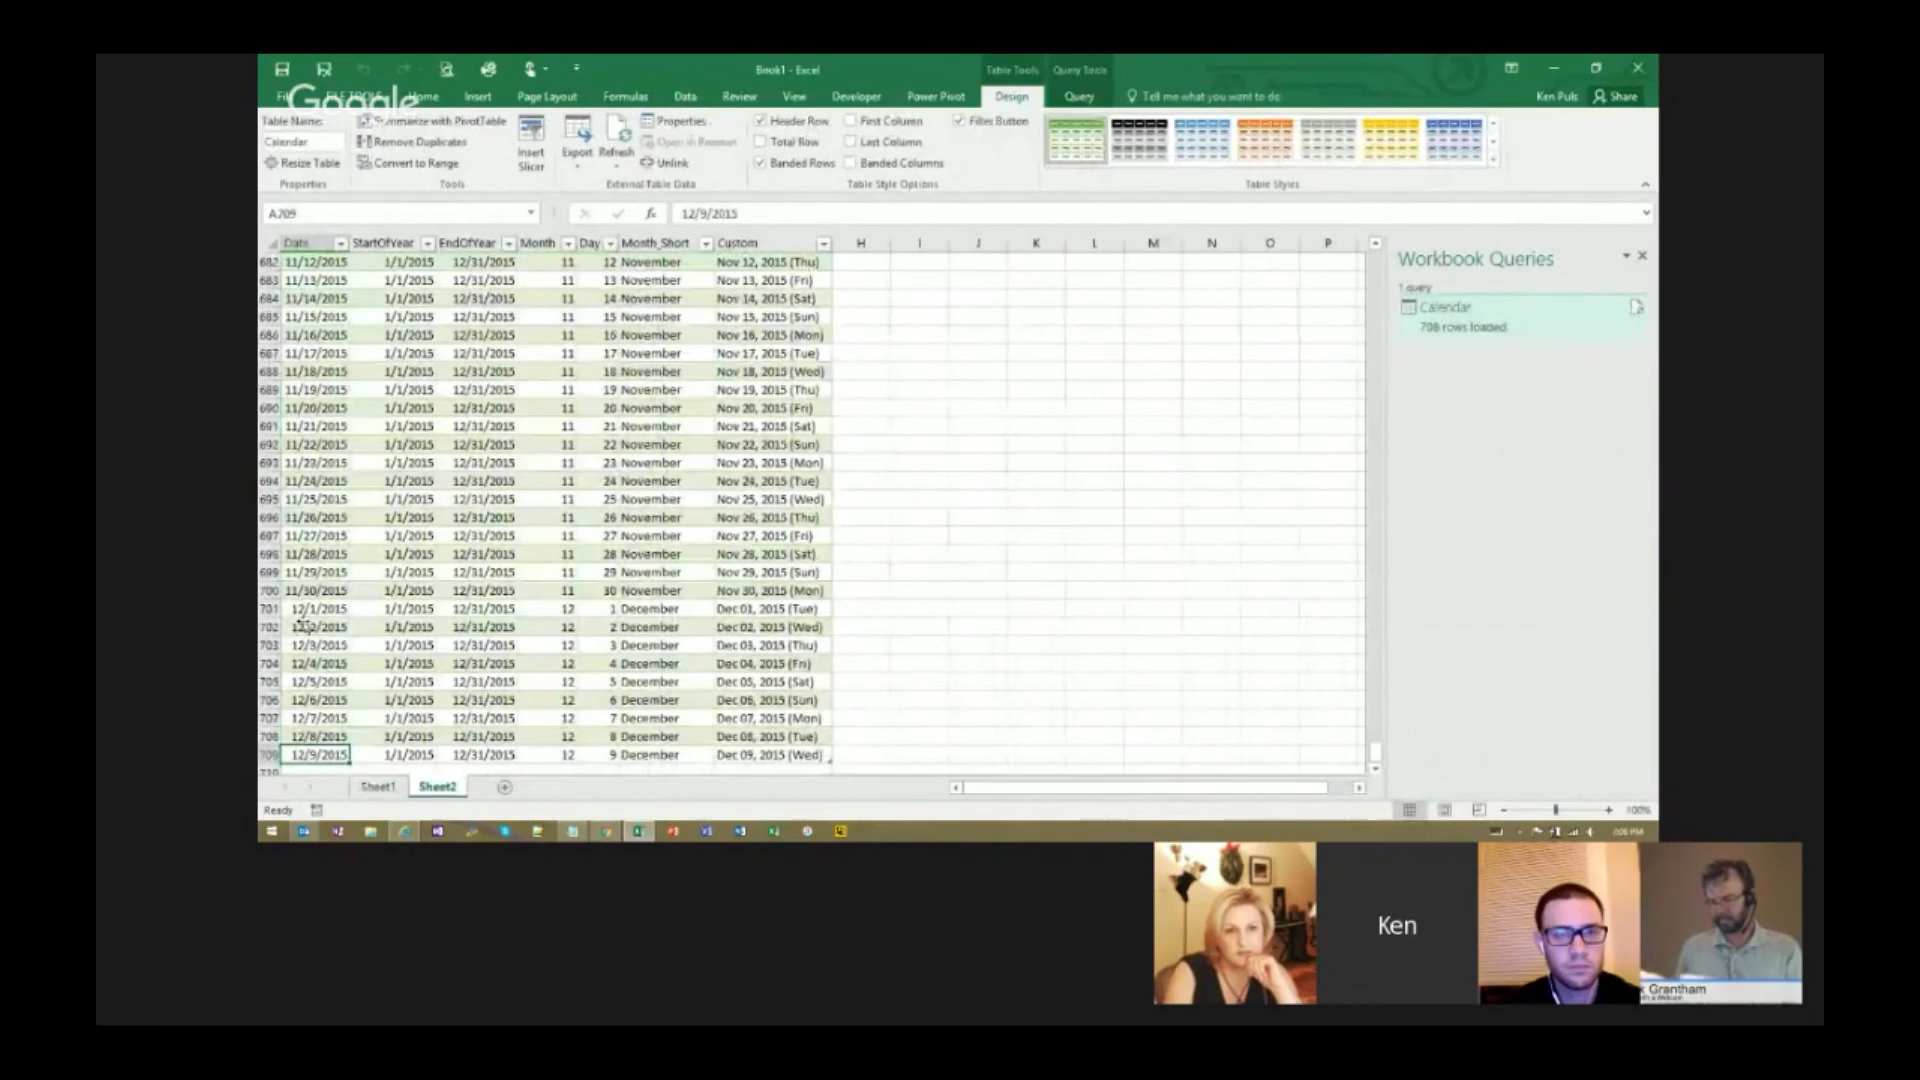 Book1 - Excel
Table Tools
Query Tools
Google
Home
Insert
Page Layout
Formulas
Data
Review
View
Developer
Power Pivot
Design
Query
Tell me what you want to do
Ken Puls
Share
Table Name:
Calendar
Resize Table
Properties
Summarize with PivotTable
Remove Duplicates
Convert to Range
Tools
Insert
Slicer
Export
Refresh
Properties
Open in Browser
Unlink
External Table Data
Header Row
Total Row
Banded Rows
First Column
Last Column
Banded Columns
Filter Button
Table Style Options
Table Styles
A709
fx
12/9/2015
Date StartOfYear EndOfYear Month Day Month_Short Custom H I J K L M N O P
682 11/12/2015 1/1/2015 12/31/2015 11 12 November Nov 12, 2015 (Thu)
683 11/13/2015 1/1/2015 12/31/2015 11 13 November Nov 13, 2015 (Fri)
684 11/14/2015 1/1/2015 12/31/2015 11 14 November Nov 14, 2015 (Sat)
685 11/15/2015 1/1/2015 12/31/2015 11 15 November Nov 15, 2015 (Sun)
686 11/16/2015 1/1/2015 12/31/2015 11 16 November Nov 16, 2015 (Mon)
687 11/17/2015 1/1/2015 12/31/2015 11 17 November Nov 17, 2015 (Tue)
688 11/18/2015 1/1/2015 12/31/2015 11 18 November Nov 18, 2015 (Wed)
689 11/19/2015 1/1/2015 12/31/2015 11 19 November Nov 19, 2015 (Thu)
690 11/20/2015 1/1/2015 12/31/2015 11 20 November Nov 20, 2015 (Fri)
691 11/21/2015 1/1/2015 12/31/2015 11 21 November Nov 21, 2015 (Sat)
692 11/22/2015 1/1/2015 12/31/2015 11 22 November Nov 22, 2015 (Sun)
693 11/23/2015 1/1/2015 12/31/2015 11 23 November Nov 23, 2015 (Mon)
694 11/24/2015 1/1/2015 12/31/2015 11 24 November Nov 24, 2015 (Tue)
695 11/25/2015 1/1/2015 12/31/2015 11 25 November Nov 25, 2015 (Wed)
696 11/26/2015 1/1/2015 12/31/2015 11 26 November Nov 26, 2015 (Thu)
697 11/27/2015 1/1/2015 12/31/2015 11 27 November Nov 27, 2015 (Fri)
698 11/28/2015 1/1/2015 12/31/2015 11 28 November Nov 28, 2015 (Sat)
699 11/29/2015 1/1/2015 12/31/2015 11 29 November Nov 29, 2015 (Sun)
700 11/30/2015 1/1/2015 12/31/2015 11 30 November Nov 30, 2015 (Mon)
701 12/1/2015 1/1/2015 12/31/2015 12 1 December Dec 01, 2015 (Tue)
702 12/2/2015 1/1/2015 12/31/2015 12 2 December Dec 02, 2015 (Wed)
703 12/3/2015 1/1/2015 12/31/2015 12 3 December Dec 03, 2015 (Thu)
704 12/4/2015 1/1/2015 12/31/2015 12 4 December Dec 04, 2015 (Fri)
705 12/5/2015 1/1/2015 12/31/2015 12 5 December Dec 05, 2015 (Sat)
706 12/6/2015 1/1/2015 12/31/2015 12 6 December Dec 06, 2015 (Sun)
707 12/7/2015 1/1/2015 12/31/2015 12 7 December Dec 07, 2015 (Mon)
708 12/8/2015 1/1/2015 12/31/2015 12 8 December Dec 08, 2015 (Tue)
709 12/9/2015 1/1/2015 12/31/2015 12 9 December Dec 09, 2015 (Wed)
Workbook Queries
1 query
Calendar
708 rows loaded.
Sheet1
Sheet2
Ready
100%
Ken
k Grantham